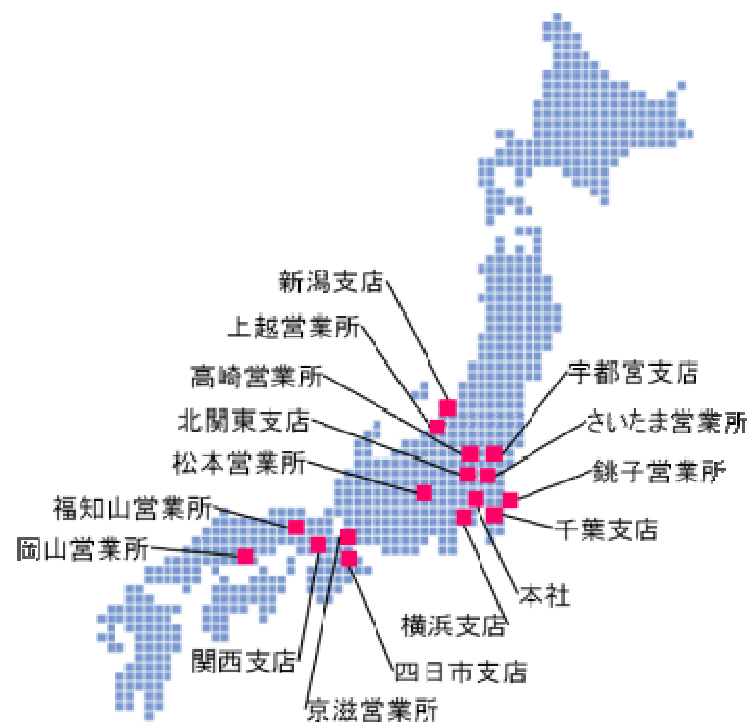 新潟支店
上越営業所
高崎営業所
北関東支店
松本営業所
福知山営業所
岡山営業所
宇都宮支店
さいたま営業所
銚子営業所
千葉支店
本社
横浜支店
関西支店
四日市支店
京滋営業所